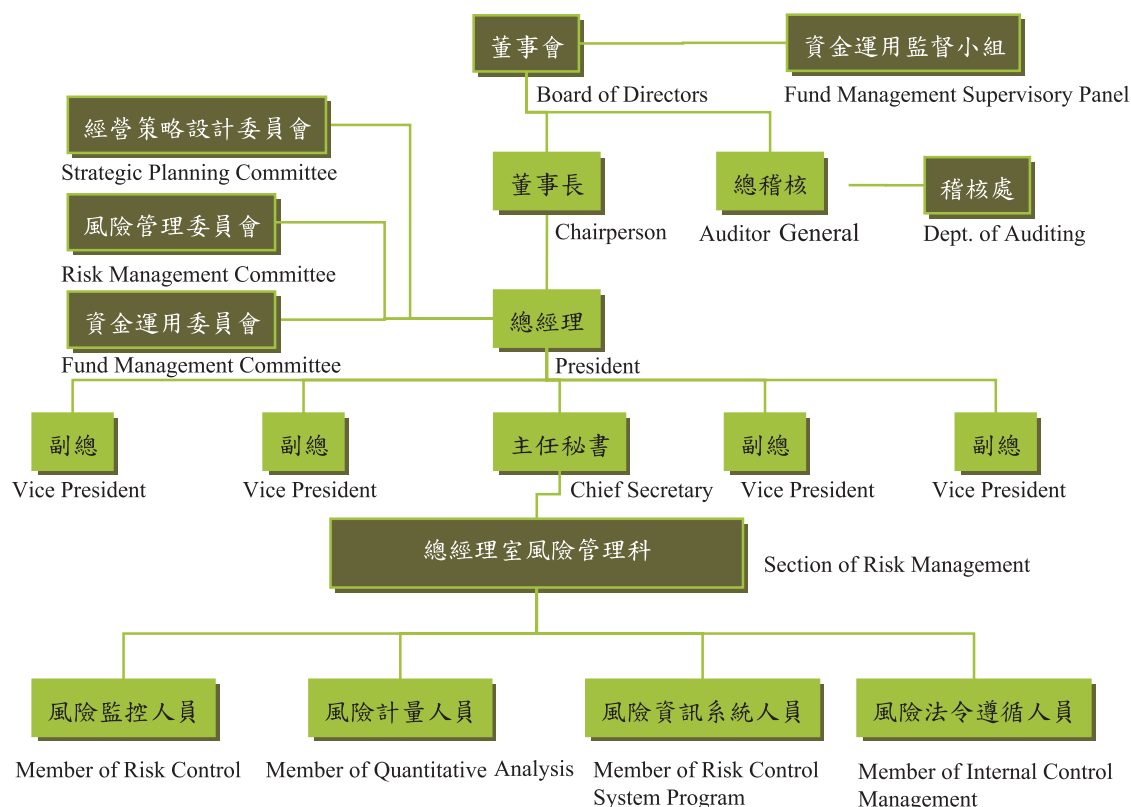 董事會
Board of Directors
資金運用監督小組
Fund Management Supervisory Panel
經營策略設計委員會
Strategic Planning Committee
董事長
Chairperson
總稽核
Auditor General
稽核處
Dept. of Auditing
風險管理委員會
Risk Management Committee
資金運用委員會
Fund Management Committee
總經理
President
副總
Vice President
副總
Vice President
主任秘書
Chief Secretary
副總
Vice President
副總
Vice President
總經理室風險管理科
Section of Risk Management
風險監控人員
Member of Risk Control
風險計量人員
Member of Quantitative Analysis
風險資訊系統人員
Member of Risk Control
System Program
風險法令遵循人員
Member of Internal Control
Management